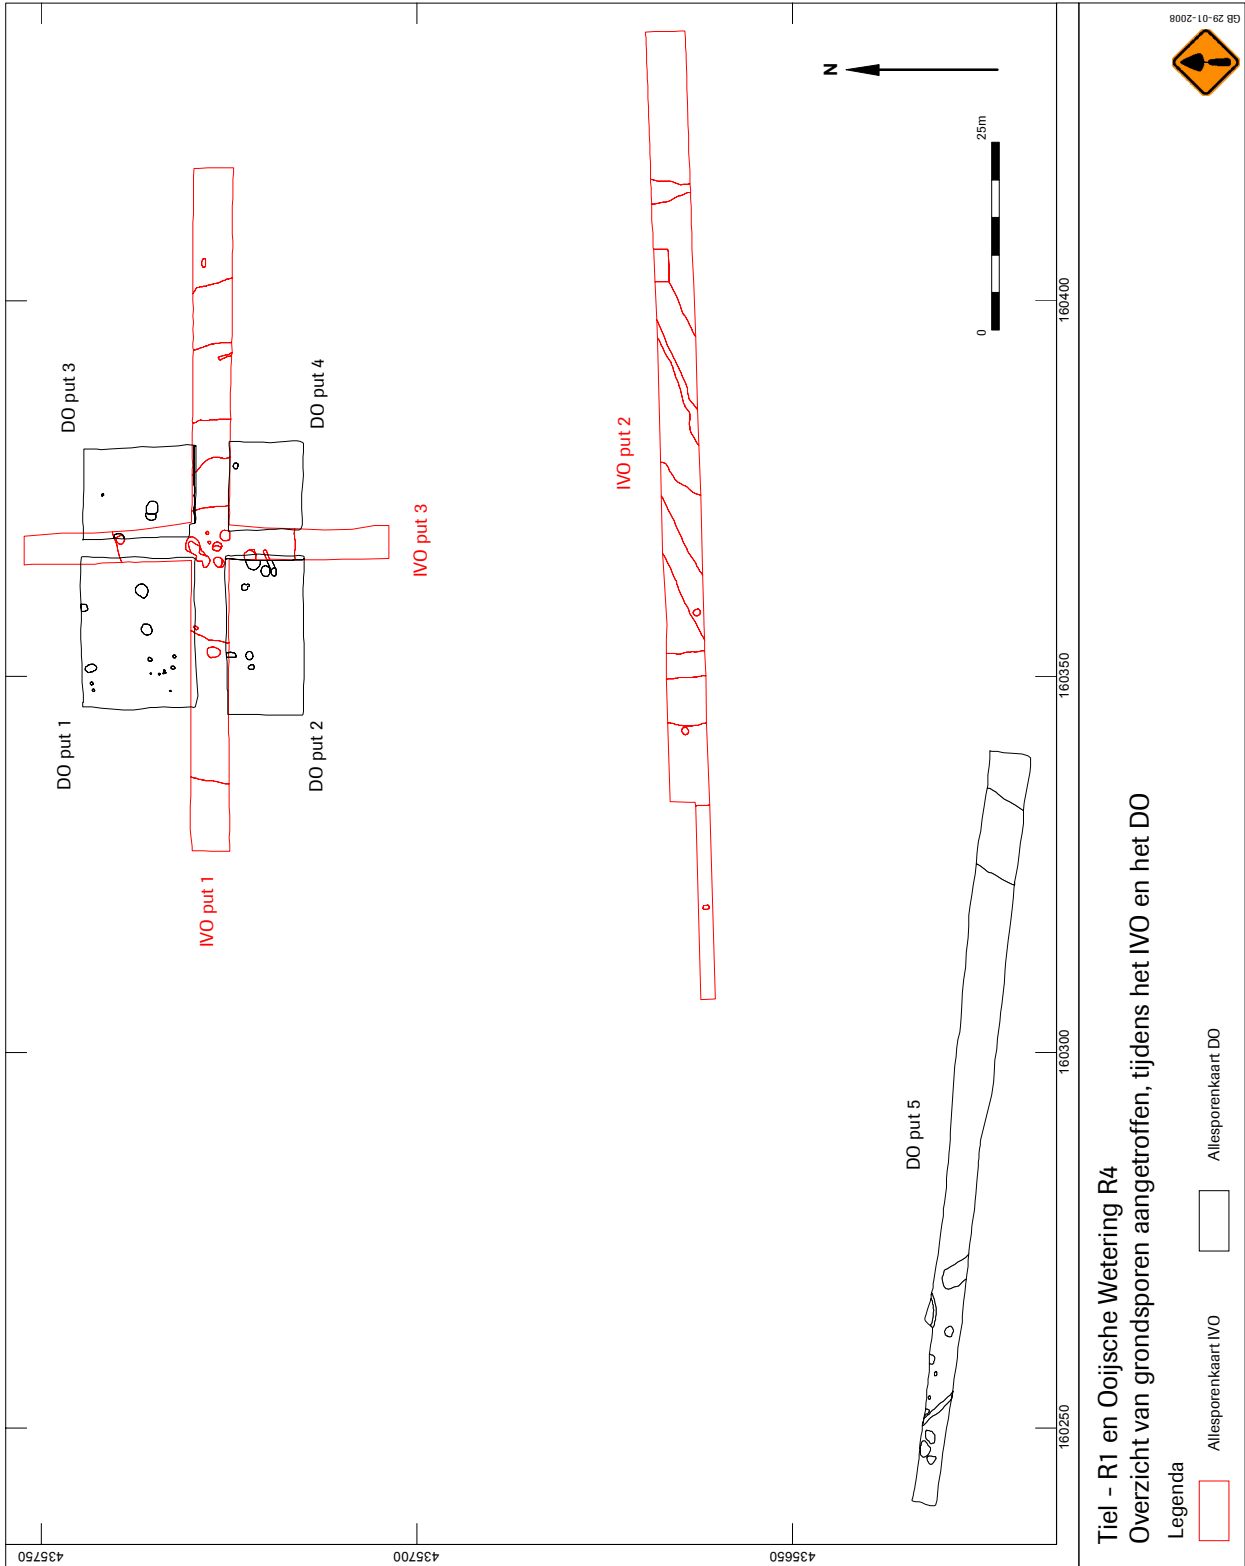 DO put 3
DO put 4
DO put 1
DO put 2
IVO put 1
IVO put 3
IVO put 2
DO put 5
N
0
25m
435750
435700
435650
160250
160300
160350
160400
Tiel - R1 en Ooijsche Wetering R4
Overzicht van grondsporen aangetroffen, tijdens het IVO en het DO
Legenda
Allesporenkaart IVO
Allesporenkaart DO
GB 29-01-2008